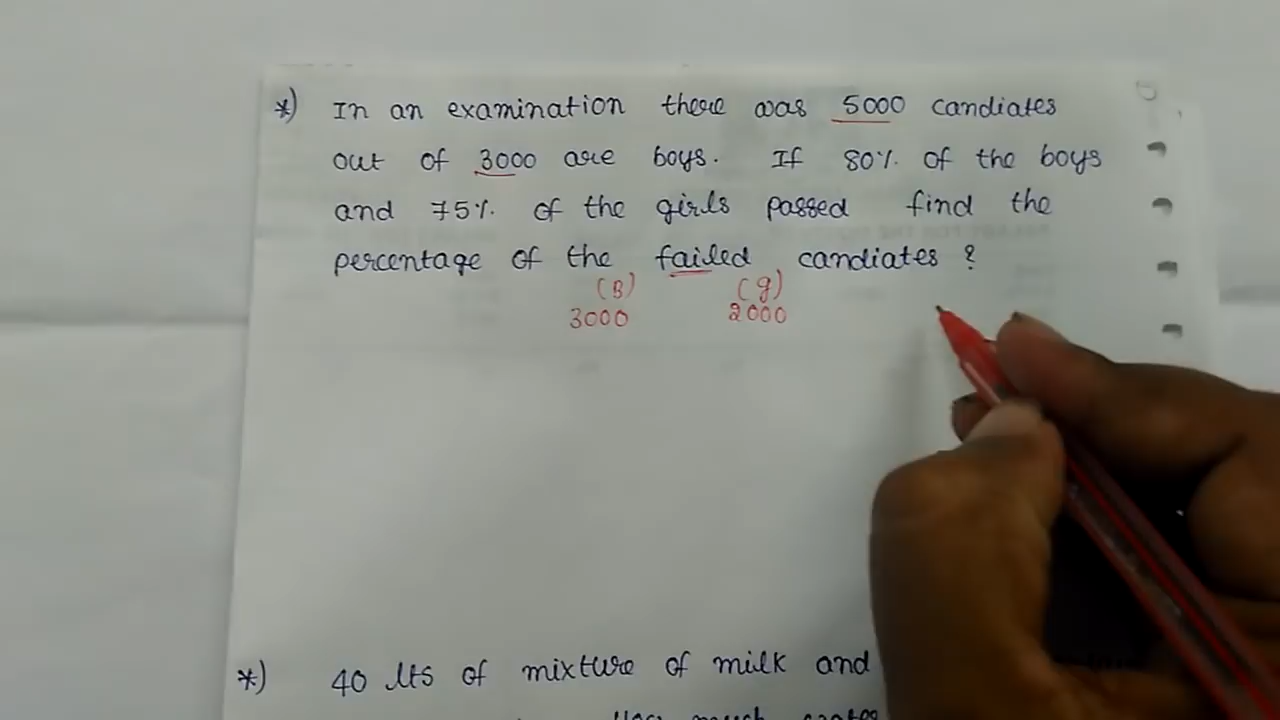 *) In an examination there was 5000 candiates
out of 3000 are boys. If 80% of the boys
and 75% of the girls passed find the
percentage of the failed candiates ?
(B) (g)
3000 2000
*) 40 lts of mixture of milk and
much